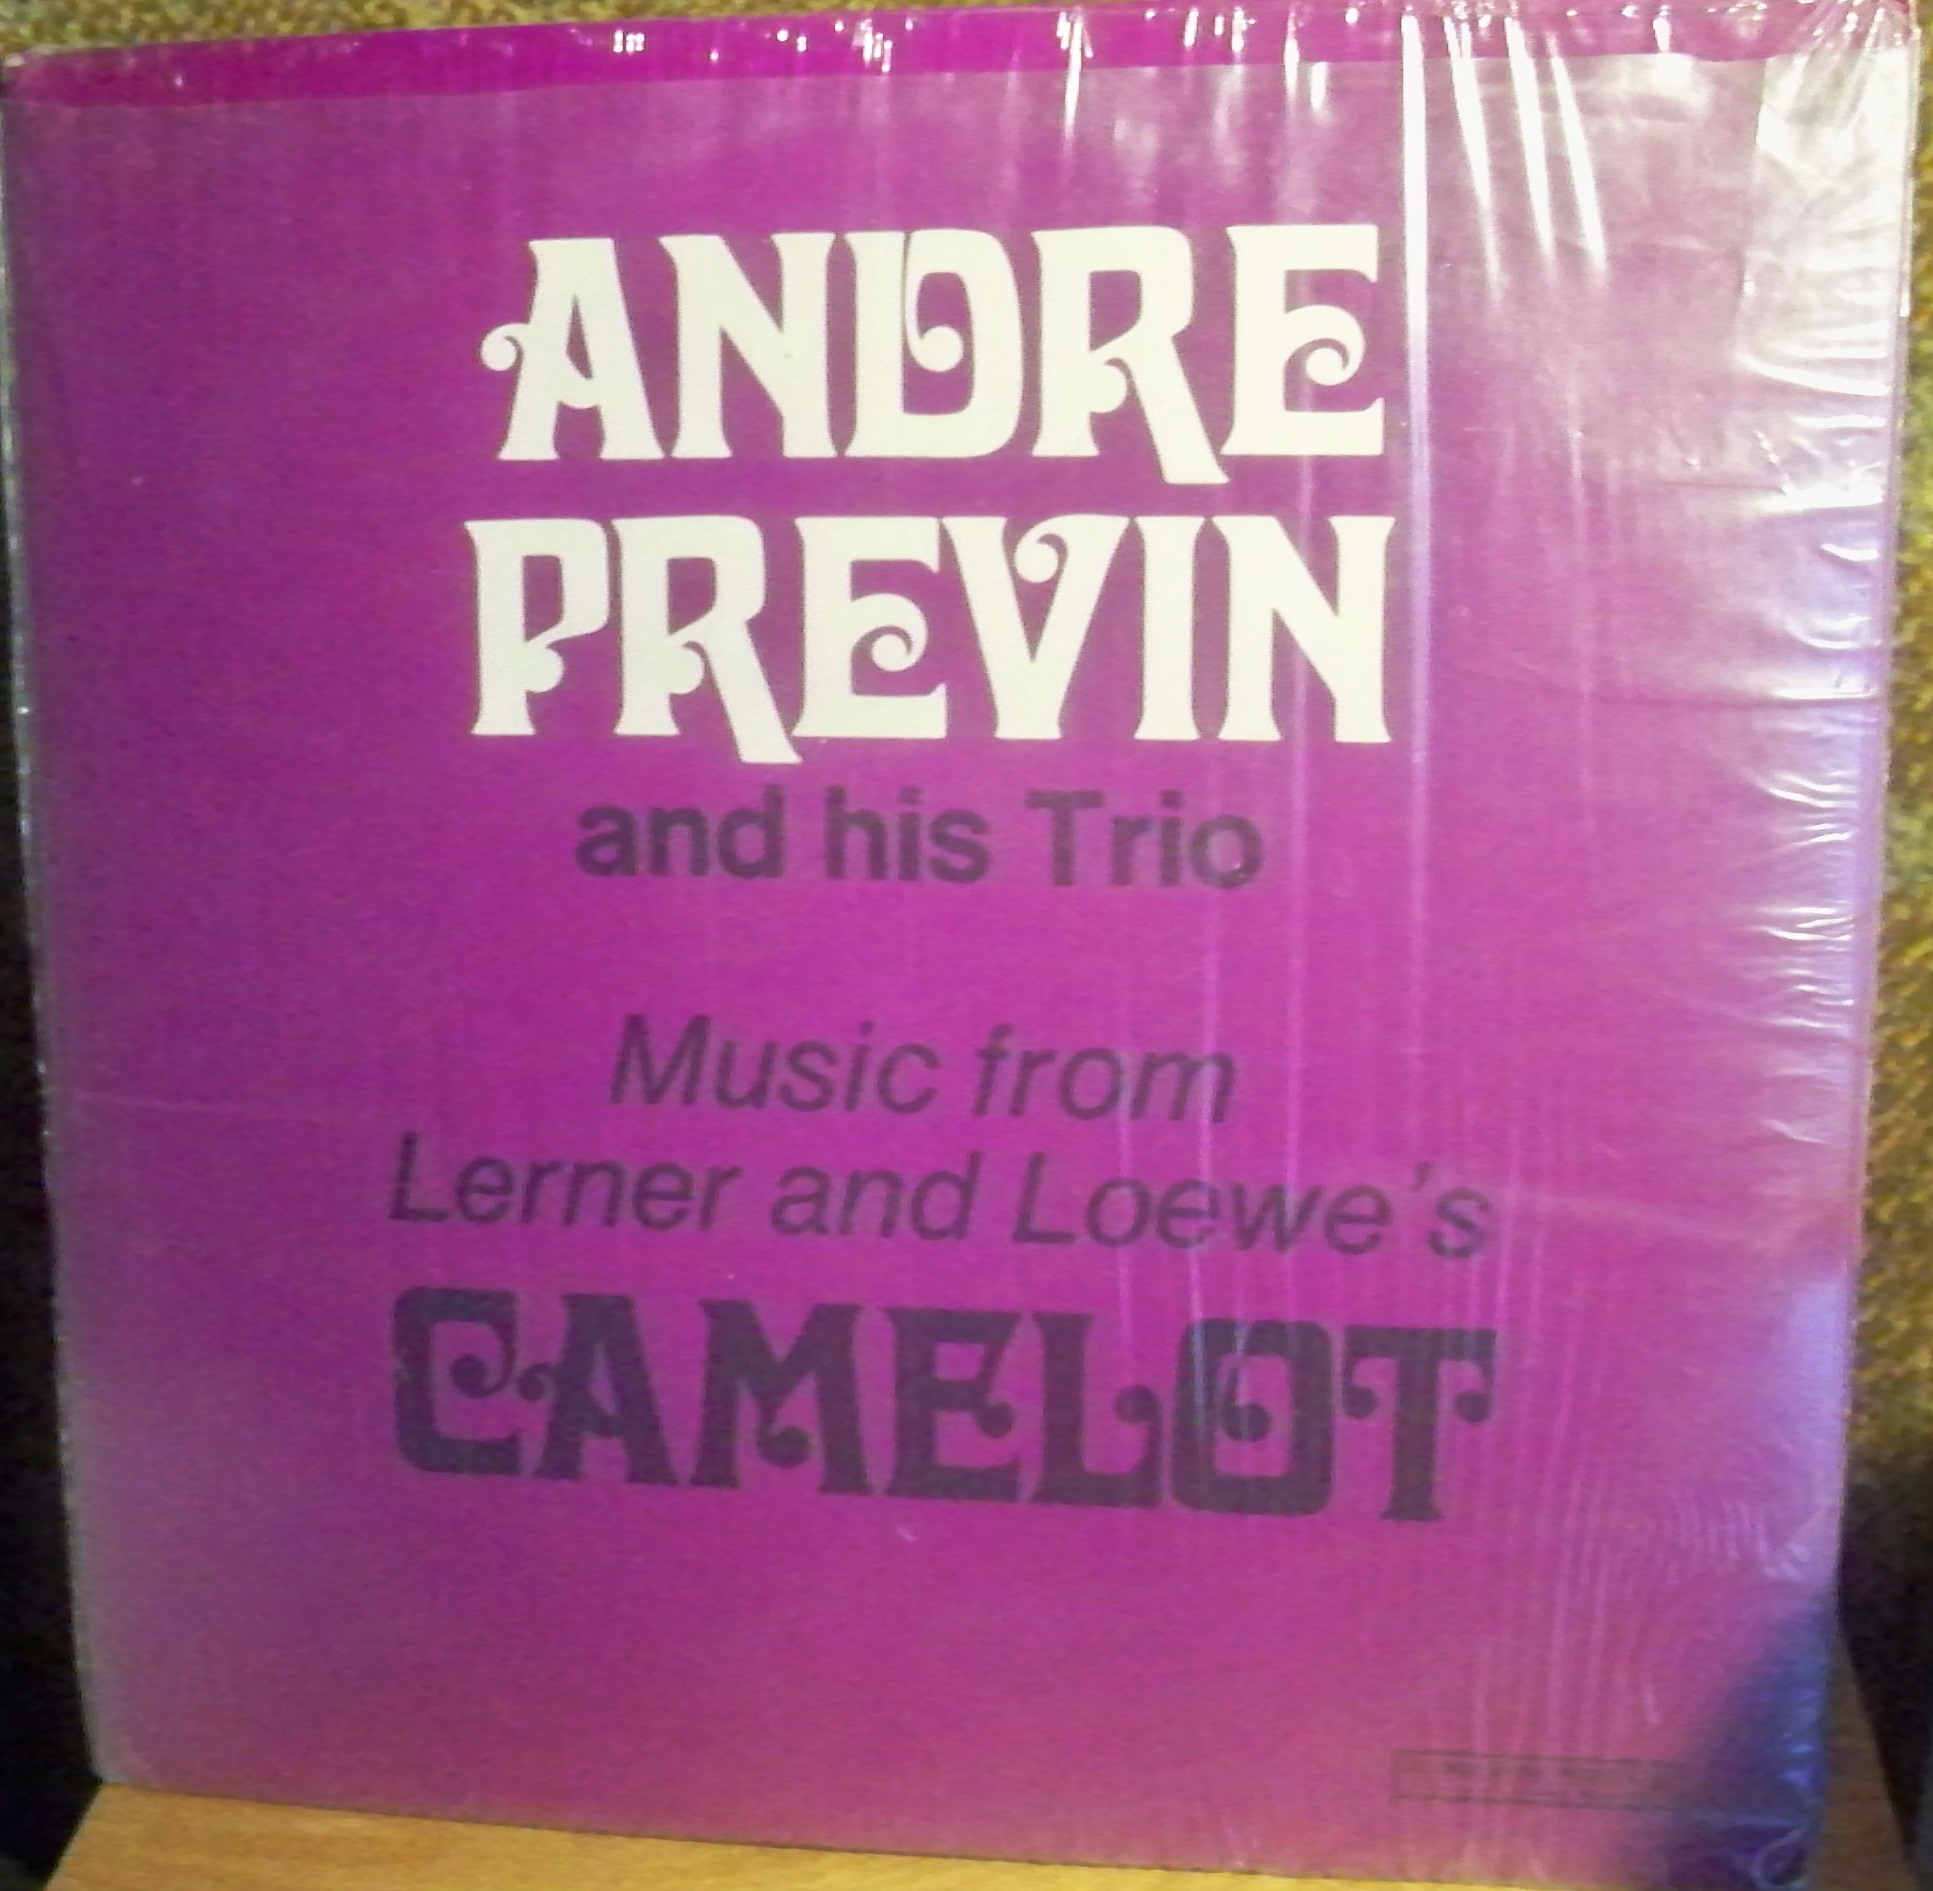 ANDRE
PREVIN
and his Trio
Music from
Lerner and Loewe's
CAMELOT